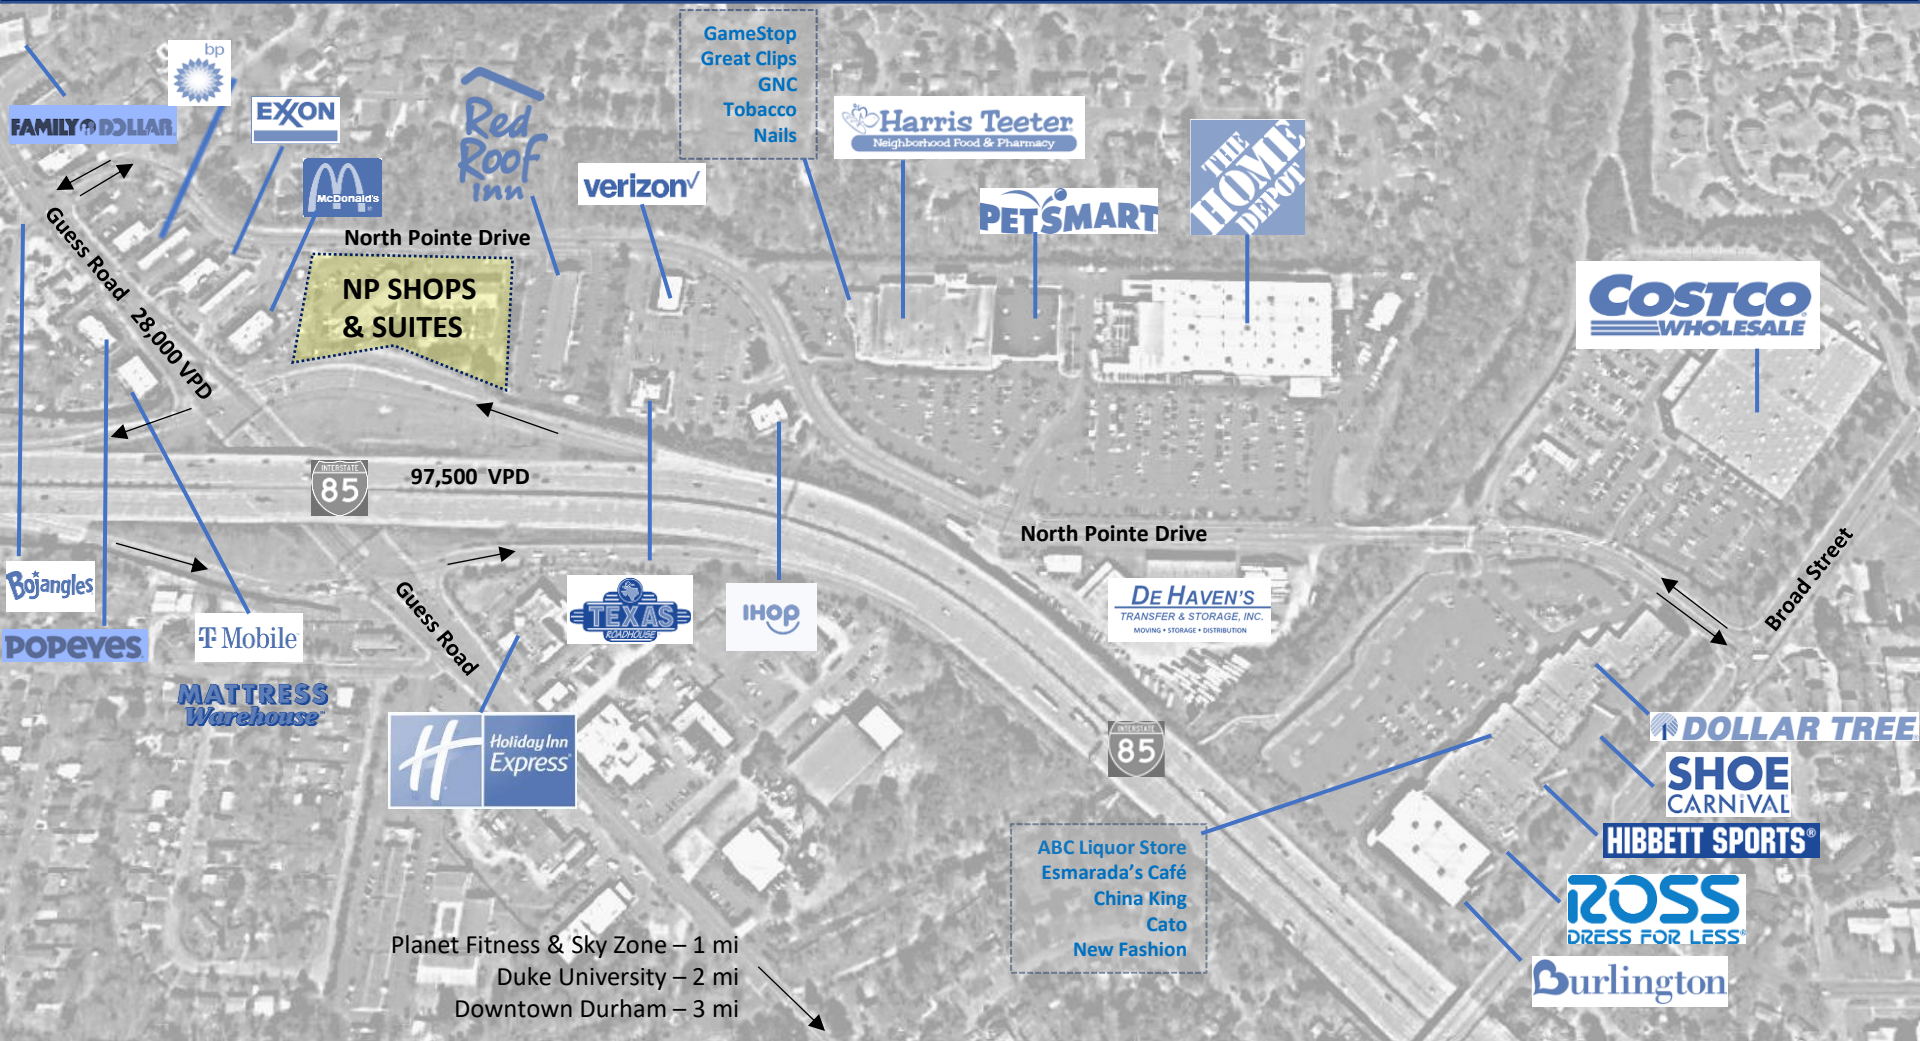 bp
FAMILY DOLLAR
EXXON
McDonald's
Red
Roof
Inn
verizon
GameStop
Great Clips
GNC
Tobacco
Nails
Harris Teeter
Neighborhood Food & Pharmacy
PETSMART
THE
HOME
DEPOT
COSTCO
WHOLESALE
North Pointe Drive
NP SHOPS
& SUITES
Guess Road 28,000 VPD
INTERSTATE
85
97,500 VPD
North Pointe Drive
Broad Street
Bojangles
POPEYES
T Mobile
MATTRESS
Warehouse
Guess Road
TEXAS
ROADHOUSE
IHOP
DE HAVEN'S
TRANSFER & STORAGE, INC.
MOVING • STORAGE • DISTRIBUTION
H
Holiday Inn
Express
INTERSTATE
85
DOLLAR TREE
SHOE
CARNiVAL
HIBBETT SPORTS®
ROSS
DRESS FOR LESS®
Burlington
ABC Liquor Store
Esmarada's Café
China King
Cato
New Fashion
Planet Fitness & Sky Zone – 1 mi
Duke University – 2 mi
Downtown Durham – 3 mi